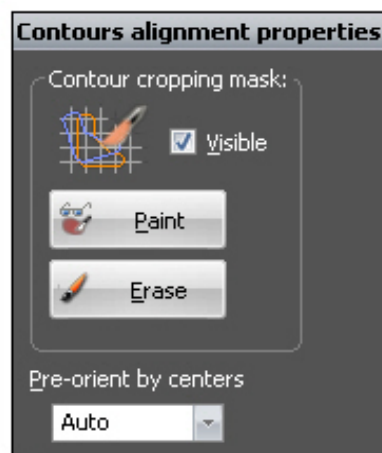 Contours alignment properties
Contour cropping mask:
Visible
Paint
Erase
Pre-orient by centers
Auto